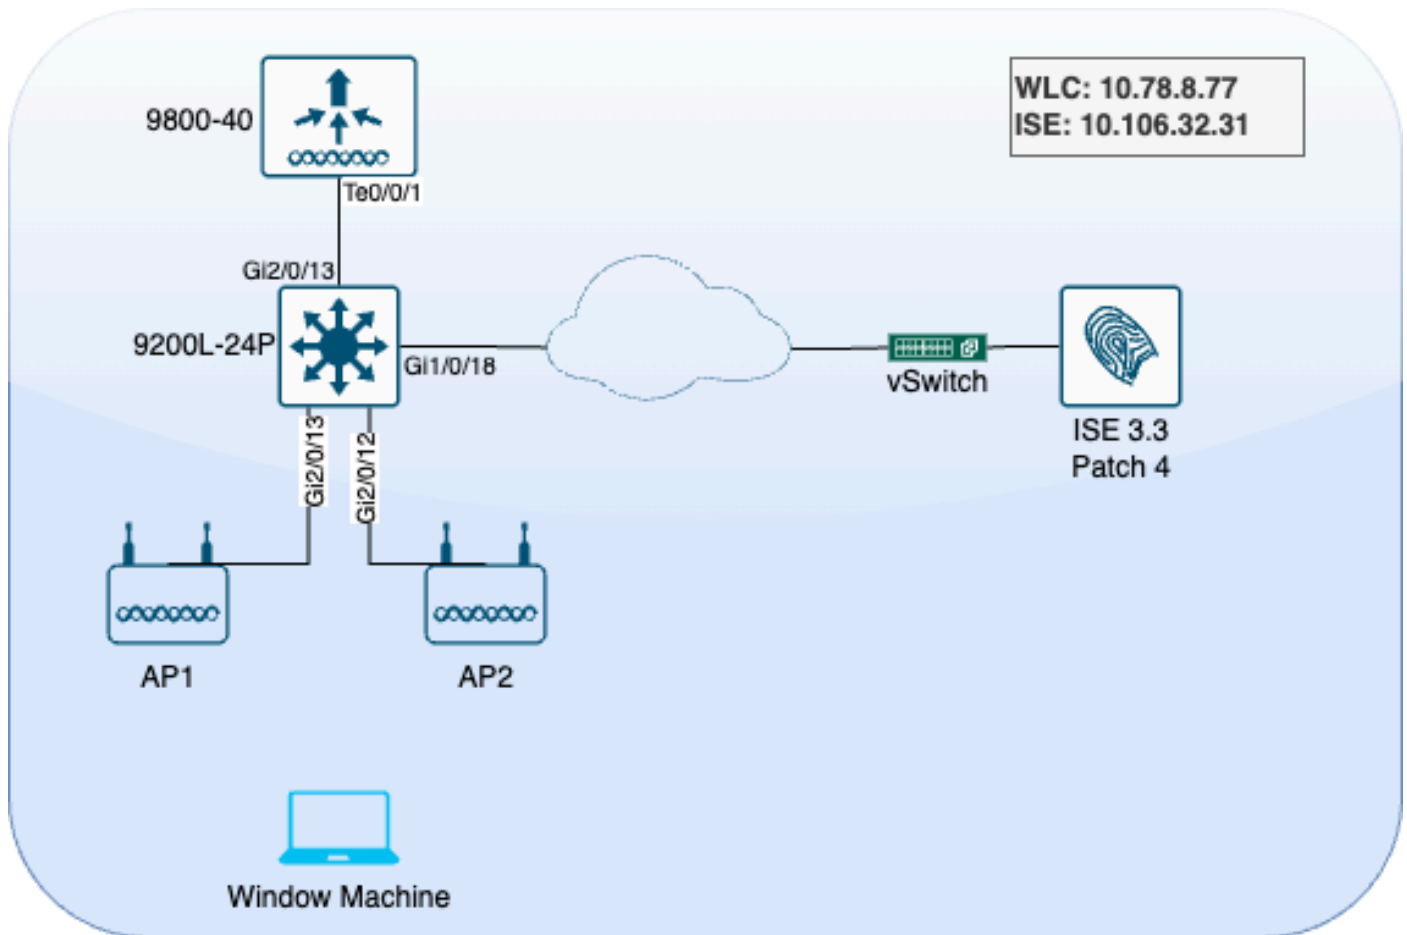 WLC: 10.78.8.77
ISE: 10.106.32.31
9800-40
Te0/0/1
Gi2/0/13
9200L-24P
Gi1/0/18
vSwitch
ISE 3.3
Patch 4
Gi2/0/13
Gi2/0/12
AP1
AP2
Window Machine